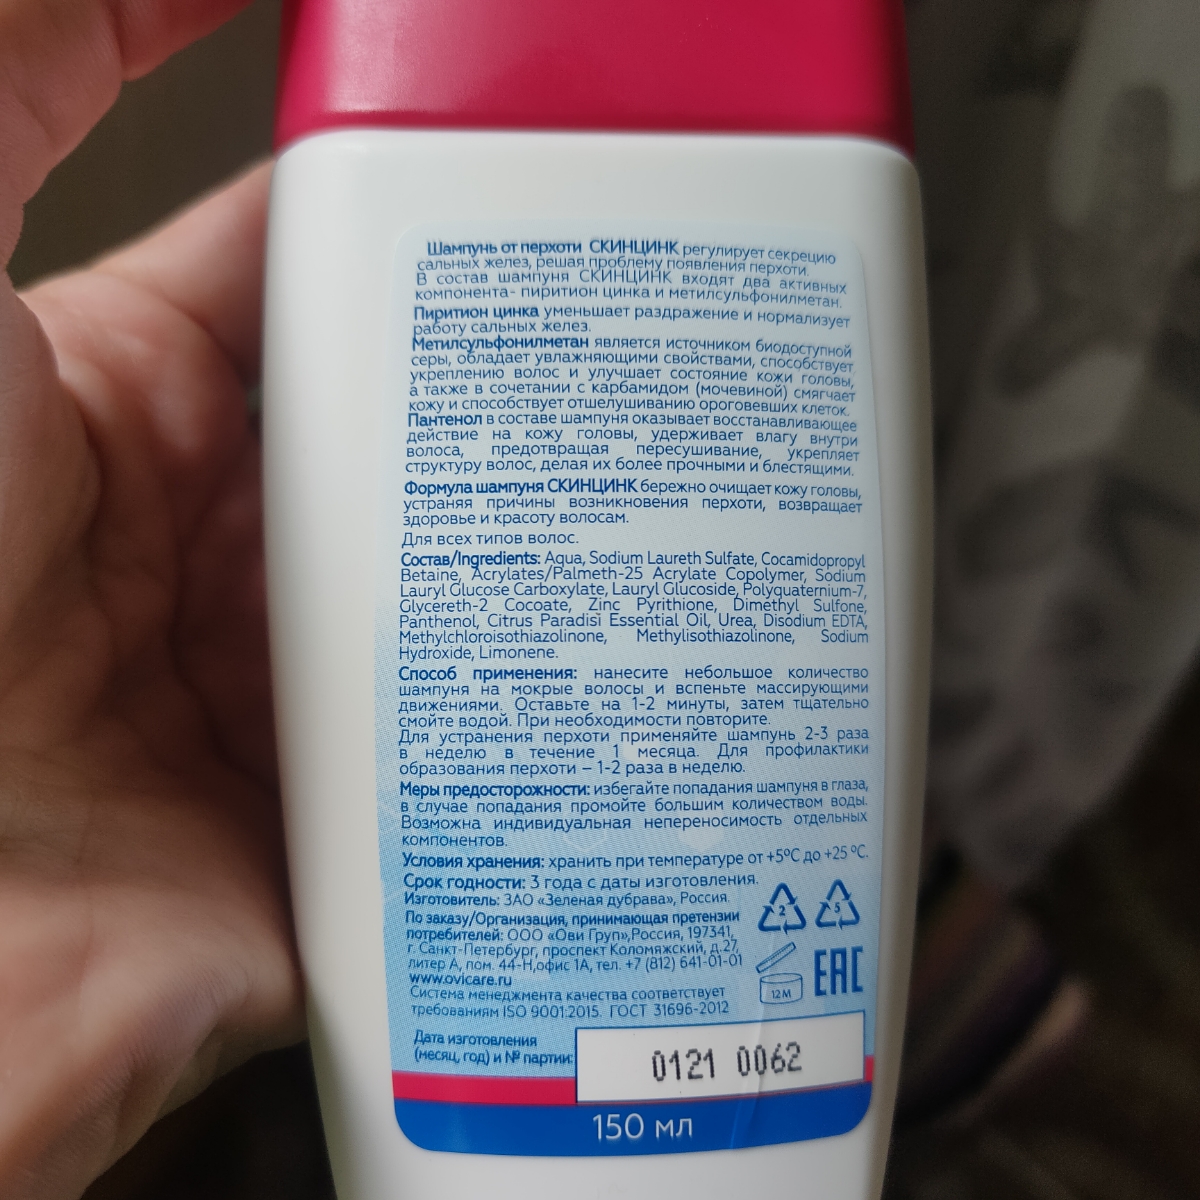 Шампунь от перхоти СКИНЦИНК регулирует секрецию
сальных желез, решая проблему появления перхоти.
В состав шампуня СКИНЦИНК входят два активных
компонента- пиритион цинка и метилсульфонилметан.
Пиритион цинка уменьшает раздражение и нормализует
работу сальных желез.
Метилсульфонилметан является источником биодоступной
серы, обладает увлажняющими свойствами, способствует
укреплению волос и улучшает состояние кожи головы,
а также в сочетании с карбамидом (мочевиной) смягчает
кожу и способствует отшелушиванию ороговевших клеток.
Пантенол в составе шампуня оказывает восстанавливающее
действие на кожу головы, удерживает влагу внутри
волоса, предотвращая пересушивание, укрепляет
структуру волос, делая их более прочными и блестящими.
Формула шампуня СКИНЦИНК бережно очищает кожу головы,
устраняя причины возникновения перхоти, возвращает
здоровье и красоту волосам.
Для всех типов волос.
Состав/Ingredients: Aqua, Sodium Laureth Sulfate, Cocamidopropyl
Betaine, Acrylates/Palmeth-25 Acrylate Copolymer, Sodium
Lauryl Glucose Carboxylate, Lauryl Glucoside, Polyquaternium-7,
Glycereth-2 Cocoate, Zinc Pyrithione, Dimethyl Sulfone,
Panthenol, Citrus Paradisi Essential Oil, Urea, Disodium EDTA,
Methylchloroisothiazolinone, Methylisothiazolinone, Sodium
Hydroxide, Limonene.
Способ применения: нанесите небольшое количество
шампуня на мокрые волосы и вспеньте массирующими
движениями. Оставьте на 1-2 минуты, затем тщательно
смойте водой. При необходимости повторите.
Для устранения перхоти применяйте шампунь 2-3 раза
в неделю в течение 1 месяца. Для профилактики
образования перхоти – 1-2 раза в неделю.
Меры предосторожности: избегайте попадания шампуня в глаза,
в случае попадания промойте большим количеством воды.
Возможна индивидуальная непереносимость отдельных
компонентов.
Условия хранения: хранить при температуре от +5ºС до +25 ºС.
Срок годности: 3 года с даты изготовления.
Изготовитель: ЗАО «Зеленая дубрава», Россия.
По заказу/Организация, принимающая претензии
потребителей: ООО «Ови Груп»,Россия, 197341,
г. Санкт-Петербург, проспект Коломяжский, д.27,
литер А, пом. 44-Н,офис 1А, тел. +7 (812) 641-01-01
www.ovicare.ru
Система менеджмента качества соответствует
требованиям ISO 9001:2015. ГОСТ 31696-2012
2
5
12М
ЕАС
Дата изготовления
(месяц, год) и № партии:
0121 0062
150 мл